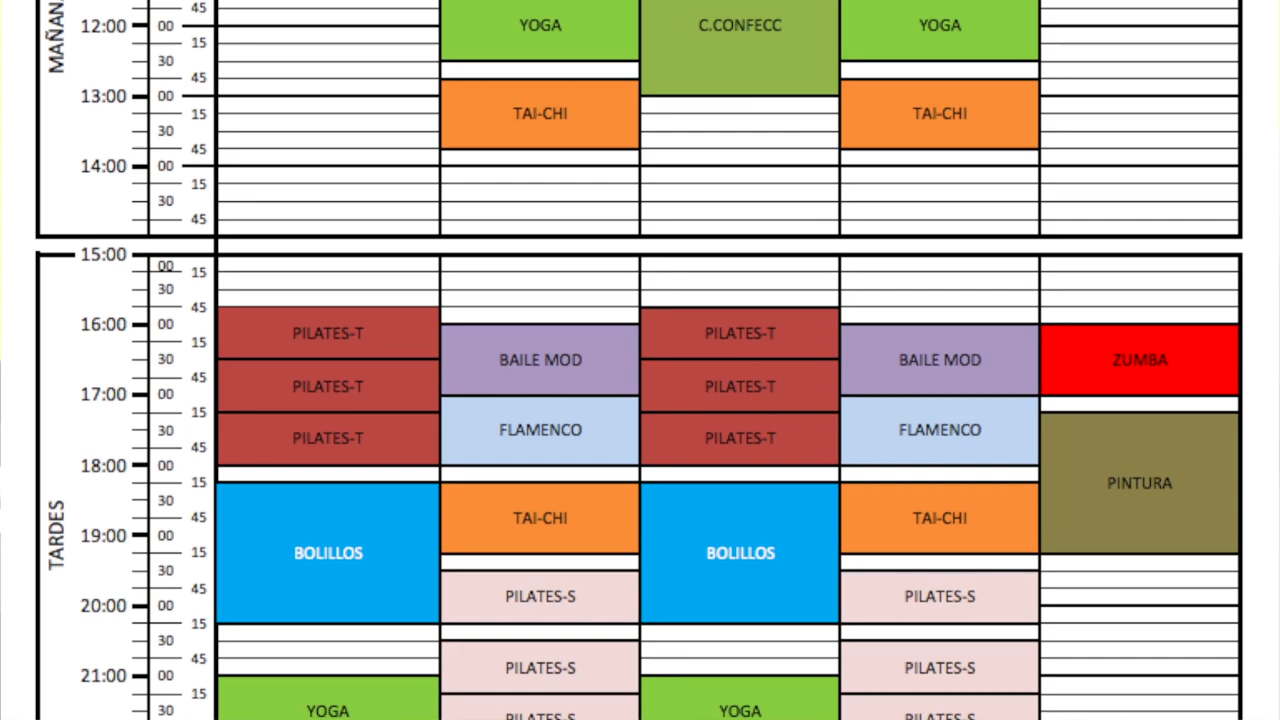 MAÑANA
45
12:00 00 YOGA C.CONFECC YOGA
15
30
45
13:00 00
15 TAI-CHI TAI-CHI
30
45
14:00 00
15
30
45
15:00
00
15
30
45
16:00 00
PILATES-T PILATES-T
15
30 BAILE MOD BAILE MOD ZUMBA
45
PILATES-T PILATES-T
17:00 00
15
30 FLAMENCO FLAMENCO
PILATES-T PILATES-T
45
18:00 00
15 PINTURA
30
45 TAI-CHI TAI-CHI
19:00 00
TARDES
15 BOLILLOS BOLILLOS
30
45
PILATES-S PILATES-S
20:00 00
15
30
45
PILATES-S PILATES-S
21:00 00
15
30 YOGA YOGA
PILATES-S PILATES-S